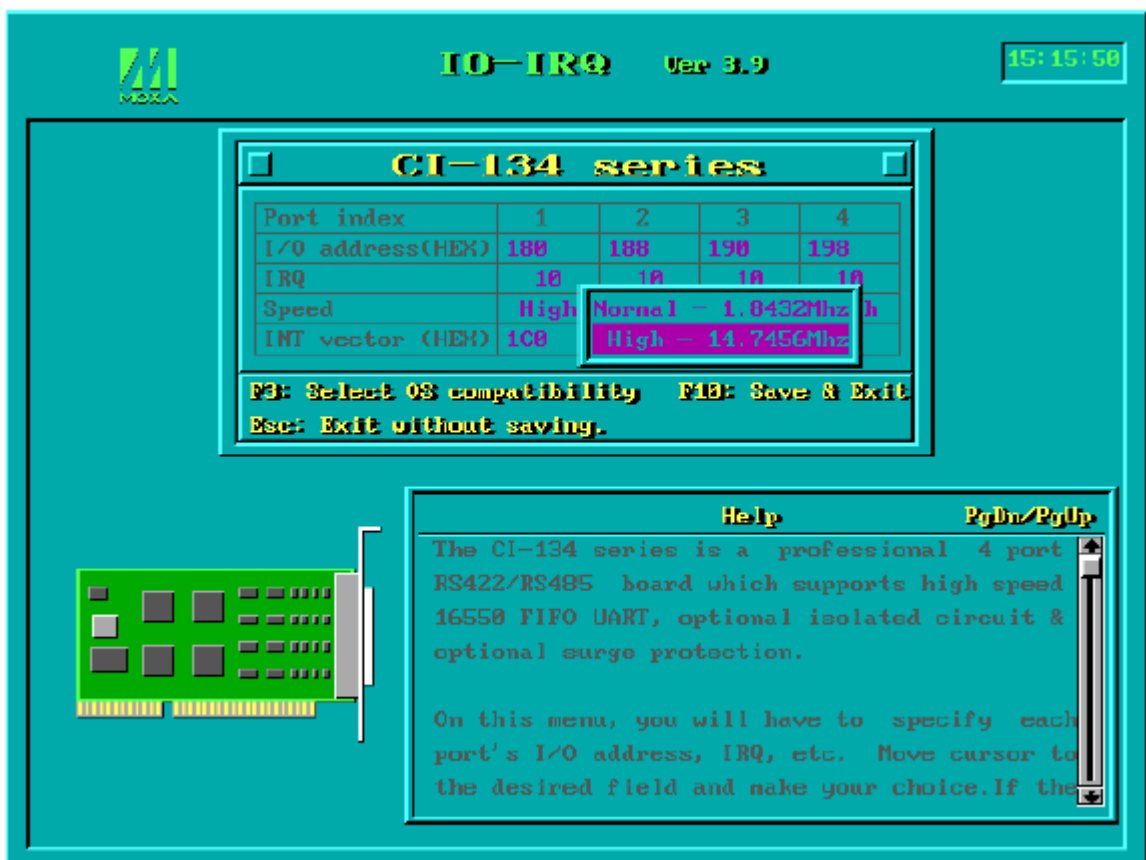 MOXA
IO-IRQ Ver 3.9
15:15:50
CI-134 series
Port index 1 2 3 4
I/O address(HEX) 180 188 190 198
IRQ 10 10 10 10
Speed High h
INT vector (HEX) 1C0
Normal - 1.8432Mhz
High - 14.7456Mhz
F3: Select OS compatibility F10: Save & Exit
Esc: Exit without saving.
Help PgDn/PgUp
The CI-134 series is a professional 4 port
RS422/RS485 board which supports high speed
16550 FIFO UART, optional isolated circuit &
optional surge protection.
On this menu, you will have to specify each
port's I/O address, IRQ, etc. Move cursor to
the desired field and make your choice.If the